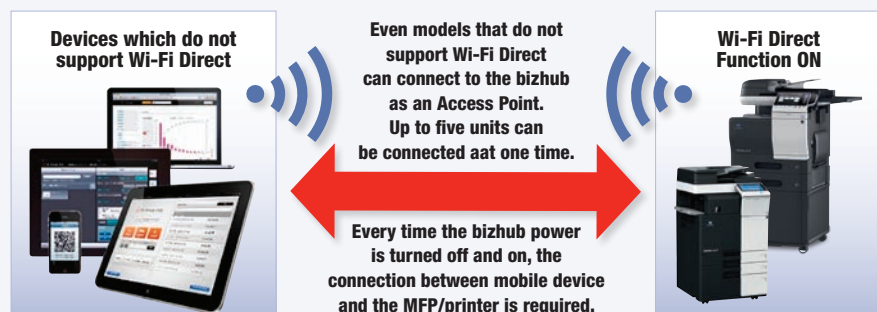 Devices which do not
support Wi-Fi Direct
Even models that do not
support Wi-Fi Direct
can connect to the bizhub
as an Access Point.
Up to five units can
be connected aat one time.
Every time the bizhub power
is turned off and on, the
connection between mobile device
and the MFP/printer is required.
Wi-Fi Direct
Function ON